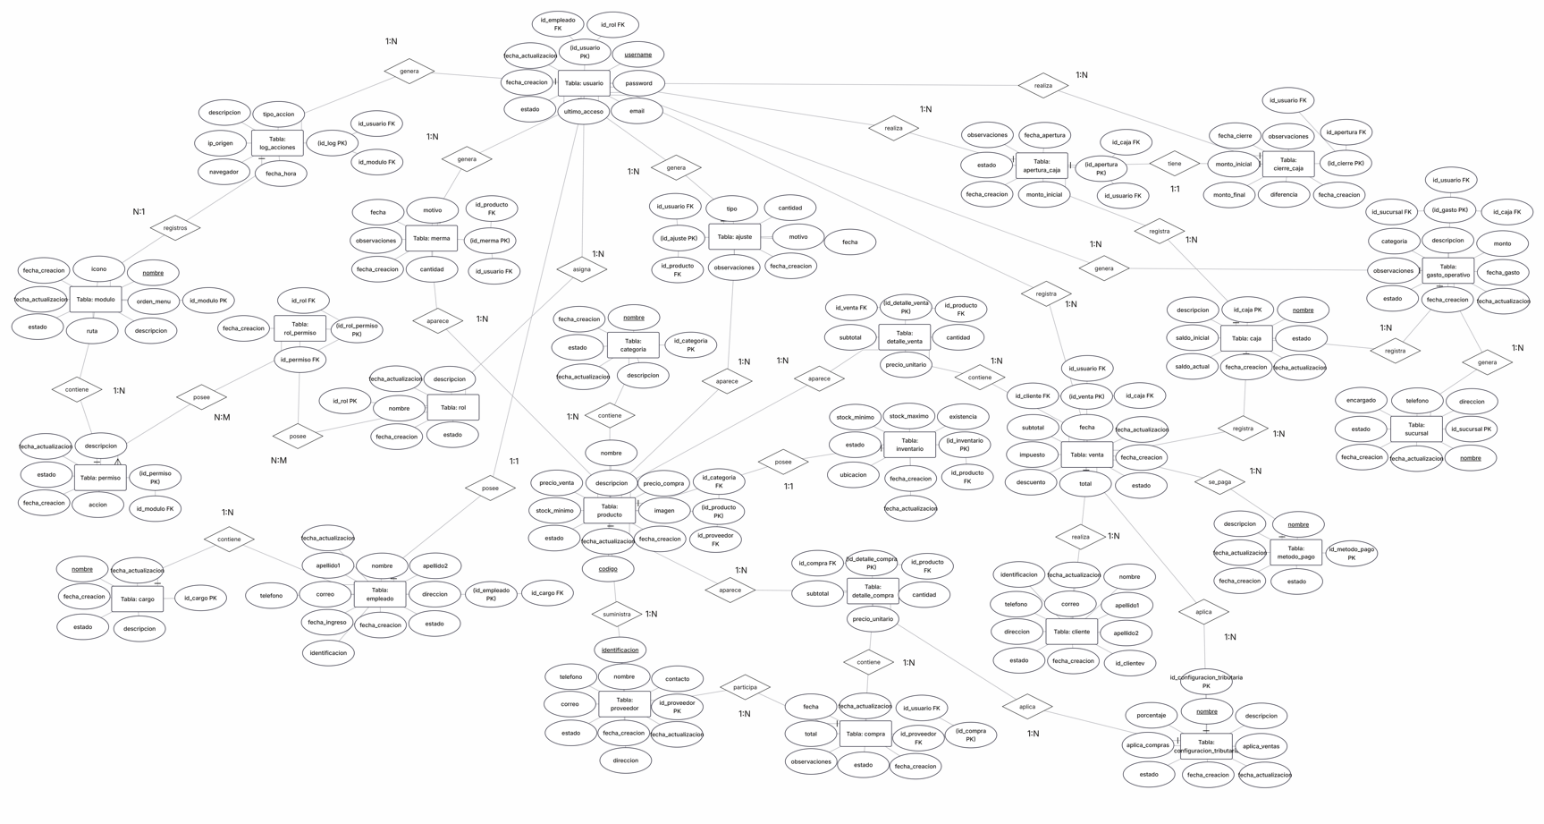 id_empleado
FK
id_rol FK
1:N
fecha_actualizacion
(id_usuario
PK)
username
genera
fecha_creacion
Tabla: usuario
password
estado
ultimo_acceso
email
1:N
realiza
1:N
realiza
descripcion
tipo_accion
id_usuario FK
ip_origen
Tabla:
log_acciones
(id_log PK)
id_modulo FK
navegador
fecha_hora
N:1
registros
1:N
genera
1:N
genera
observaciones
fecha_apertura
id_caja FK
estado
Tabla:
apertura_caja
(id_apertura
PK)
fecha_creacion
monto_inicial
id_usuario FK
tiene
1:1
id_usuario FK
fecha_cierre
observaciones
id_apertura FK
monto_inicial
Tabla:
cierre_caja
(id_cierre PK)
monto_final
diferencia
fecha_creacion
fecha
motivo
id_producto
FK
observaciones
Tabla: merma
(id_merma PK)
fecha_creacion
cantidad
id_usuario FK
id_usuario FK
tipo
cantidad
(id_ajuste PK)
Tabla: ajuste
motivo
fecha
id_producto
FK
observaciones
fecha_creacion
1:N
asigna
registra
1:N
1:N
genera
id_usuario FK
id_sucursal FK
(id_gasto PK)
id_caja FK
categoria
descripcion
monto
observaciones
Tabla:
gasto_operativo
fecha_gasto
estado
fecha_creacion
fecha_actualizacion
fecha_creacion
icono
nombre
fecha_actualizacion
Tabla: modulo
orden_menu
id_modulo PK
estado
ruta
descripcion
id_rol FK
fecha_creacion
Tabla:
rol_permiso
(id_rol_permiso
PK)
id_permiso FK
aparece
1:N
registra
1:N
fecha_creacion
nombre
estado
Tabla:
categoria
id_categoria
PK
fecha_actualizacion
descripcion
id_venta FK
(id_detalle_venta
PK)
id_producto
FK
subtotal
Tabla:
detalle_venta
cantidad
precio_unitario
descripcion
id_caja PK
nombre
saldo_inicial
Tabla: caja
estado
saldo_actual
fecha_creacion
fecha_actualizacion
1:N
registra
genera
1:N
contiene
1:N
posee
N:M
posee
N:M
fecha_actualizacion
descripcion
id_rol PK
nombre
Tabla: rol
fecha_creacion
estado
1:N
aparece
1:N
aparece
contiene
1:N
id_usuario FK
id_cliente FK
(id_venta PK)
id_caja FK
subtotal
fecha
fecha_actualizacion
impuesto
Tabla: venta
fecha_creacion
descuento
total
estado
registra
1:N
encargado
telefono
direccion
estado
Tabla:
sucursal
id_sucursal PK
fecha_creacion
fecha_actualizacion
nombre
stock_minimo
stock_maximo
existencia
estado
Tabla:
inventario
(id_inventario
PK)
ubicacion
fecha_creacion
id_producto
FK
fecha_actualizacion
1:N
contiene
posee
1:1
fecha_actualizacion
descripcion
estado
Tabla: permiso
(id_permiso
PK)
fecha_creacion
accion
id_modulo FK
1:1
posee
nombre
precio_venta
descripcion
precio_compra
id_categoria
FK
stock_minimo
Tabla:
producto
imagen
(id_producto
PK)
estado
fecha_actualizacion
fecha_creacion
id_proveedor
FK
codigo
1:N
se_paga
descripcion
nombre
fecha_actualizacion
Tabla:
metodo_pago
id_metodo_pago
PK
fecha_creacion
estado
1:N
contiene
nombre
fecha_actualizacion
fecha_creacion
Tabla: cargo
id_cargo PK
estado
descripcion
fecha_actualizacion
apellido1
nombre
apellido2
telefono
correo
Tabla:
empleado
direccion
(id_empleado
PK)
id_cargo FK
fecha_ingreso
fecha_creacion
estado
identificacion
suministra
1:N
1:N
aparece
id_compra FK
(id_detalle_compra
PK)
id_producto
FK
subtotal
Tabla:
detalle_compra
cantidad
precio_unitario
realiza
1:N
identificacion
fecha_actualizacion
nombre
telefono
correo
apellido1
direccion
Tabla: cliente
apellido2
estado
fecha_creacion
id_clientev
aplica
1:N
identificacion
telefono
nombre
contacto
correo
Tabla:
proveedor
id_proveedor
PK
estado
fecha_creacion
fecha_actualizacion
direccion
participa
1:N
contiene
1:N
fecha
fecha_actualizacion
id_usuario FK
total
Tabla: compra
id_proveedor
FK
(id_compra
PK)
observaciones
estado
fecha_creacion
aplica
1:N
id_configuracion_tributaria
PK
porcentaje
nombre
descripcion
aplica_compras
Tabla:
configuracion_tributaria
aplica_ventas
estado
fecha_creacion
fecha_actualizacion